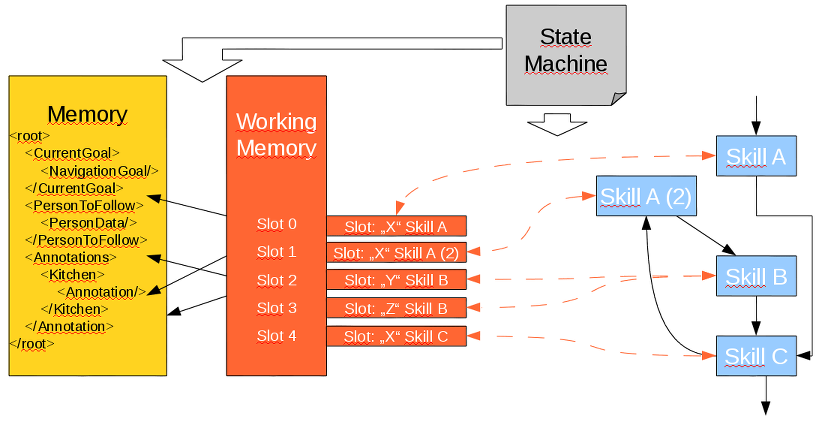 State
Machine
Memory
<root>
<CurrentGoal>
<NavigationGoal/>
</CurrentGoal>
<PersonToFollow>
<PersonData/>
</PersonToFollow>
<Annotations>
<Kitchen>
<Annotation/>
</Kitchen>
</Annotation>
</root>
Working
Memory
Slot 0
Slot 1
Slot 2
Slot 3
Slot 4
Slot: „X“ Skill A
Slot: „X“ Skill A (2)
Slot: „Y“ Skill B
Slot: „Z“ Skill B
Slot: „X“ Skill C
Skill A
Skill A (2)
Skill B
Skill C